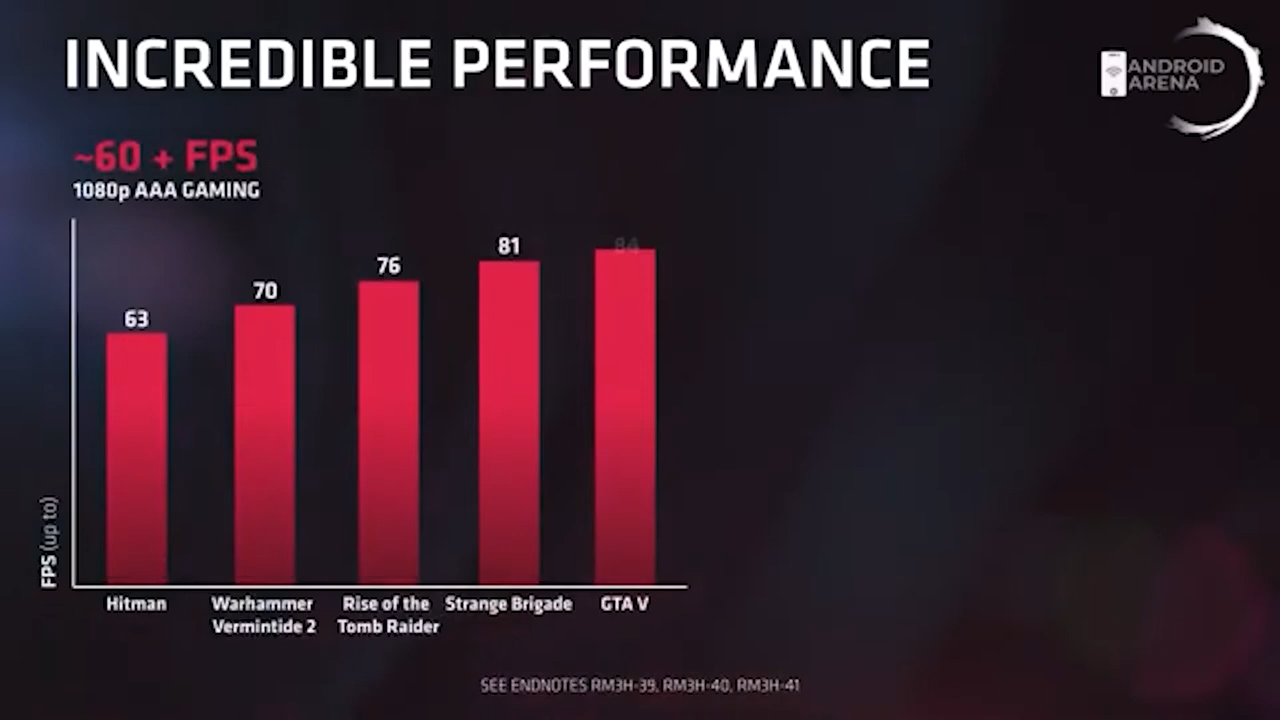 INCREDIBLE PERFORMANCE
ANDROID
ARENA
~60 + FPS
1080p AAA GAMING
63
70
76
81
84
FPS (up to)
Hitman
Warhammer
Vermintide 2
Rise of the
Tomb Raider
Strange Brigade
GTA V
SEE ENDNOTES RM3H-39, RM3H-40, RM3H-41